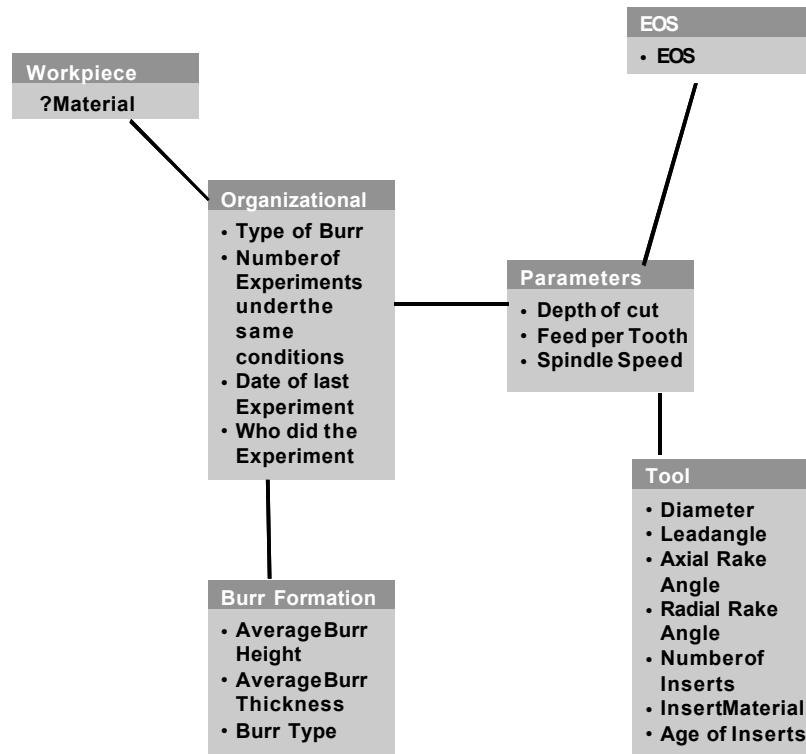 Workpiece
?Material
Organizational
• Type of Burr
• Numberof
Experiments
underthe
same
conditions
• Date of last
Experiment
• Who did the
Experiment
Burr Formation
• AverageBurr
Height
• AverageBurr
Thickness
• Burr Type
EOS
• EOS
Parameters
• Depth of cut
• Feed per Tooth
• Spindle Speed
Tool
• Diameter
• Leadangle
• Axial Rake
Angle
• Radial Rake
Angle
• Numberof
Inserts
• InsertMaterial
• Age of Inserts